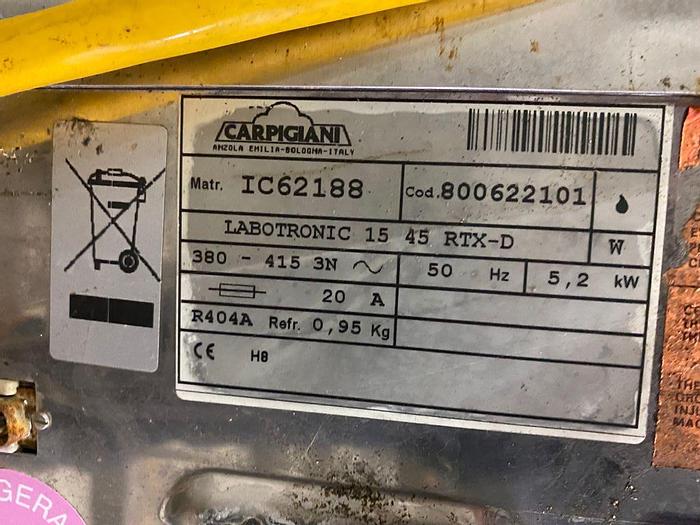 CARPIGIANI
ANZOLA EMILIA-BOLOGNA-ITALY
Matr. IC62188
Cod. 800622101
LABOTRONIC 15 45 RTX-D
W
380 - 415 3N
50 Hz
5,2 kW
20 A
R404A Refr. 0,95 Kg
CE H8
GERA